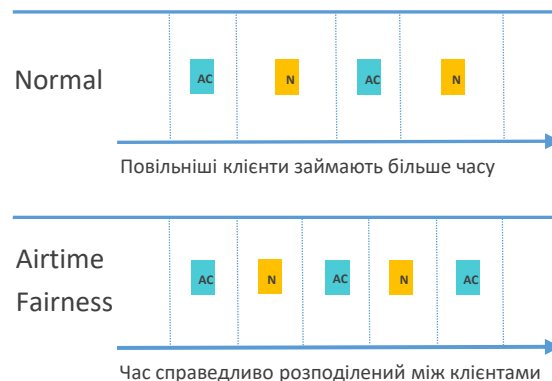 Normal
AC N AC N
Повільніші клієнти займають більше часу
Airtime
Fairness
AC N AC N AC
Час справедливо розподілений між клієнтами